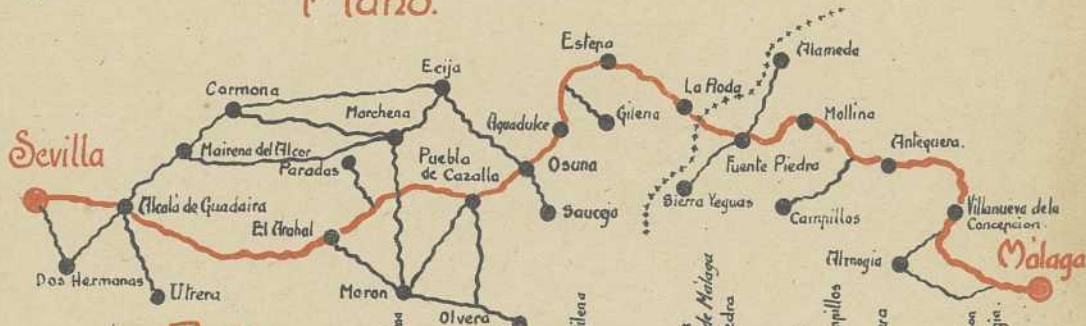 Plano.
Estepa
Alameda
Ecija
La Roda
Carmona
Marchena
Aguadulce
Gilena
Mollina
Sevilla
Mairena del Alcor
Paradas
Puebla
de Cazalla
Osuna
Fuente Piedra
Antequera.
Alcalá de Guadaira
El Arahal
Saucejo
Sierra Yeguas
Campillos
Villanueva de la
Concepcion.
Dos Hermanas
Utrera
Moron
Almogia
Málaga
Olvera
de Málaga